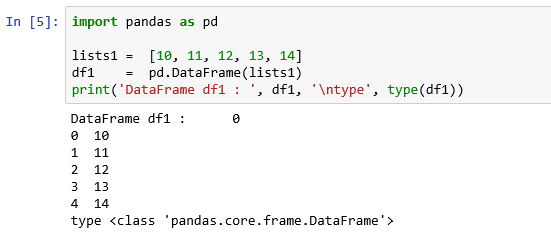 In [5]: import pandas as pd
lists1 =  [10, 11, 12, 13, 14]
df1    =  pd.DataFrame(lists1)
print('DataFrame df1 : ', df1, '\ntype', type(df1))
DataFrame df1 :      0
0  10
1  11
2  12
3  13
4  14
type <class 'pandas.core.frame.DataFrame'>